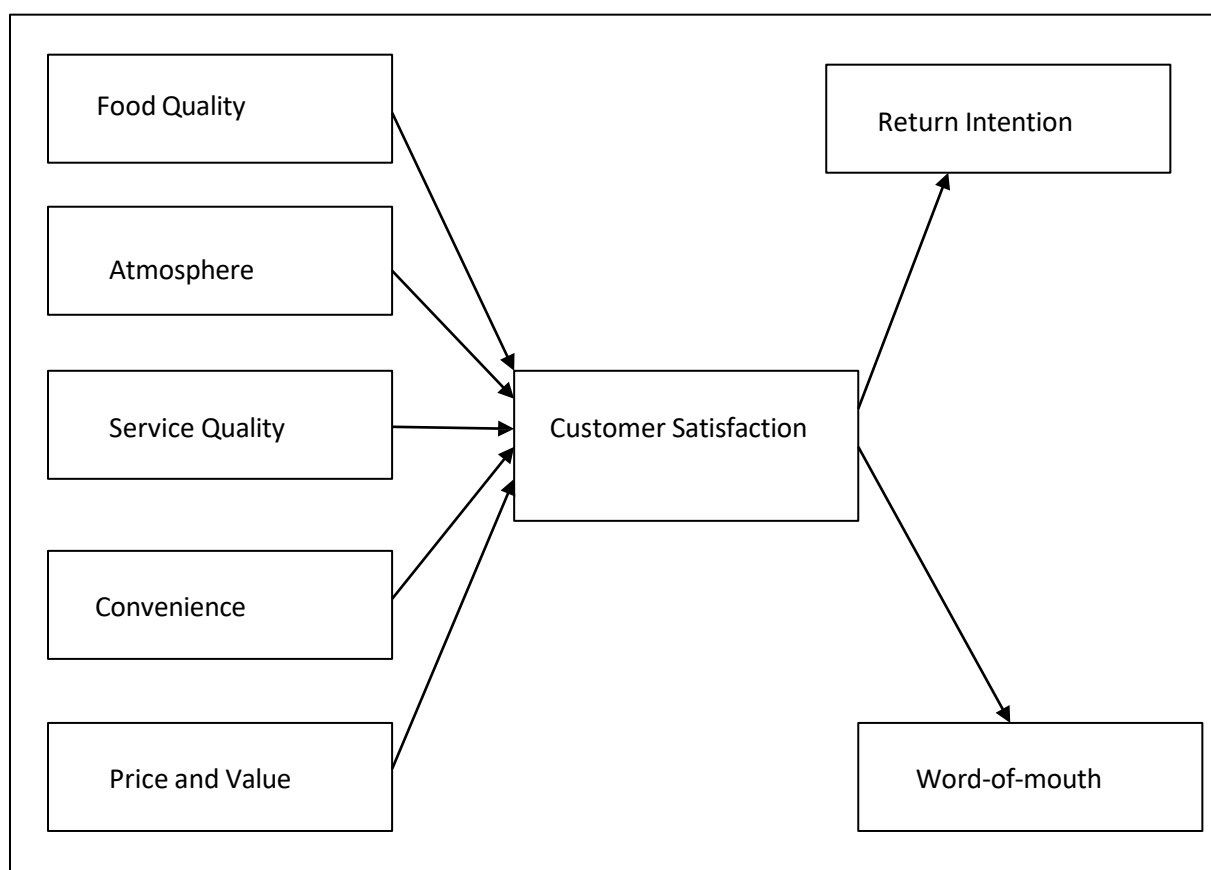 Food Quality
Atmosphere
Service Quality
Convenience
Price and Value
Customer Satisfaction
Return Intention
Word-of-mouth